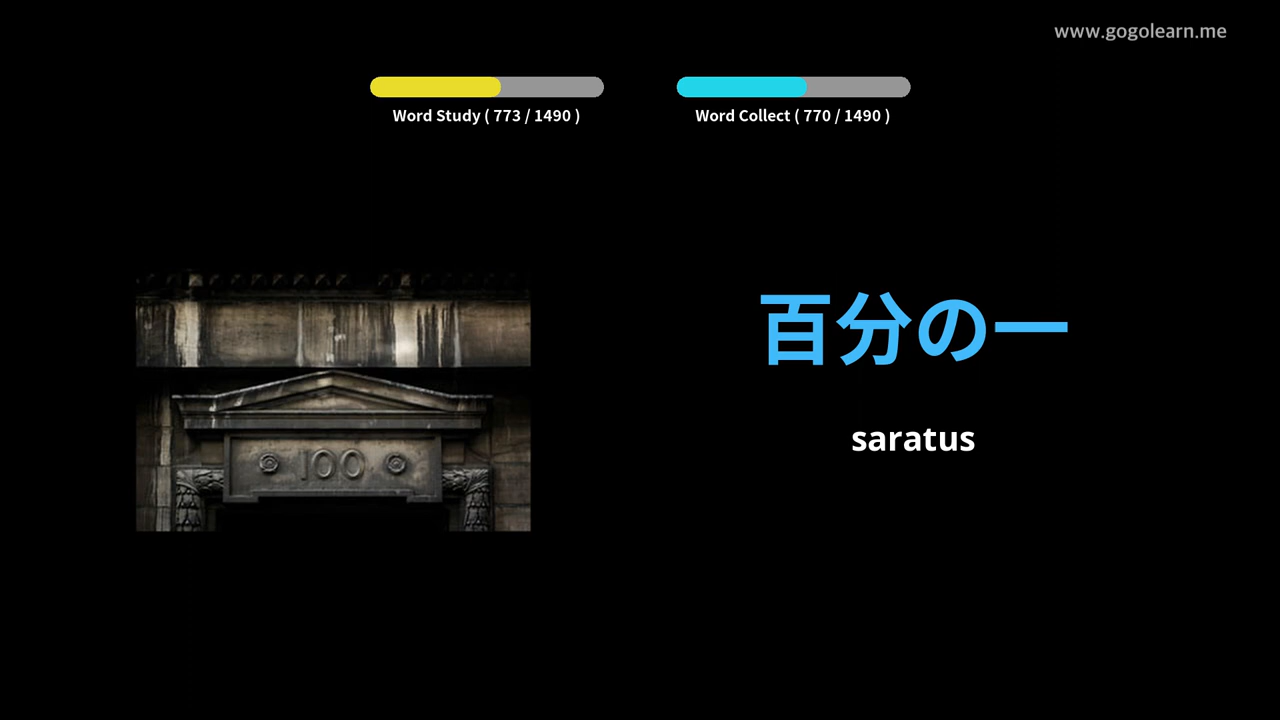 www.gogolearn.me
Word Study ( 773 / 1490 )
Word Collect ( 770 / 1490 )
百分の一
saratus
100